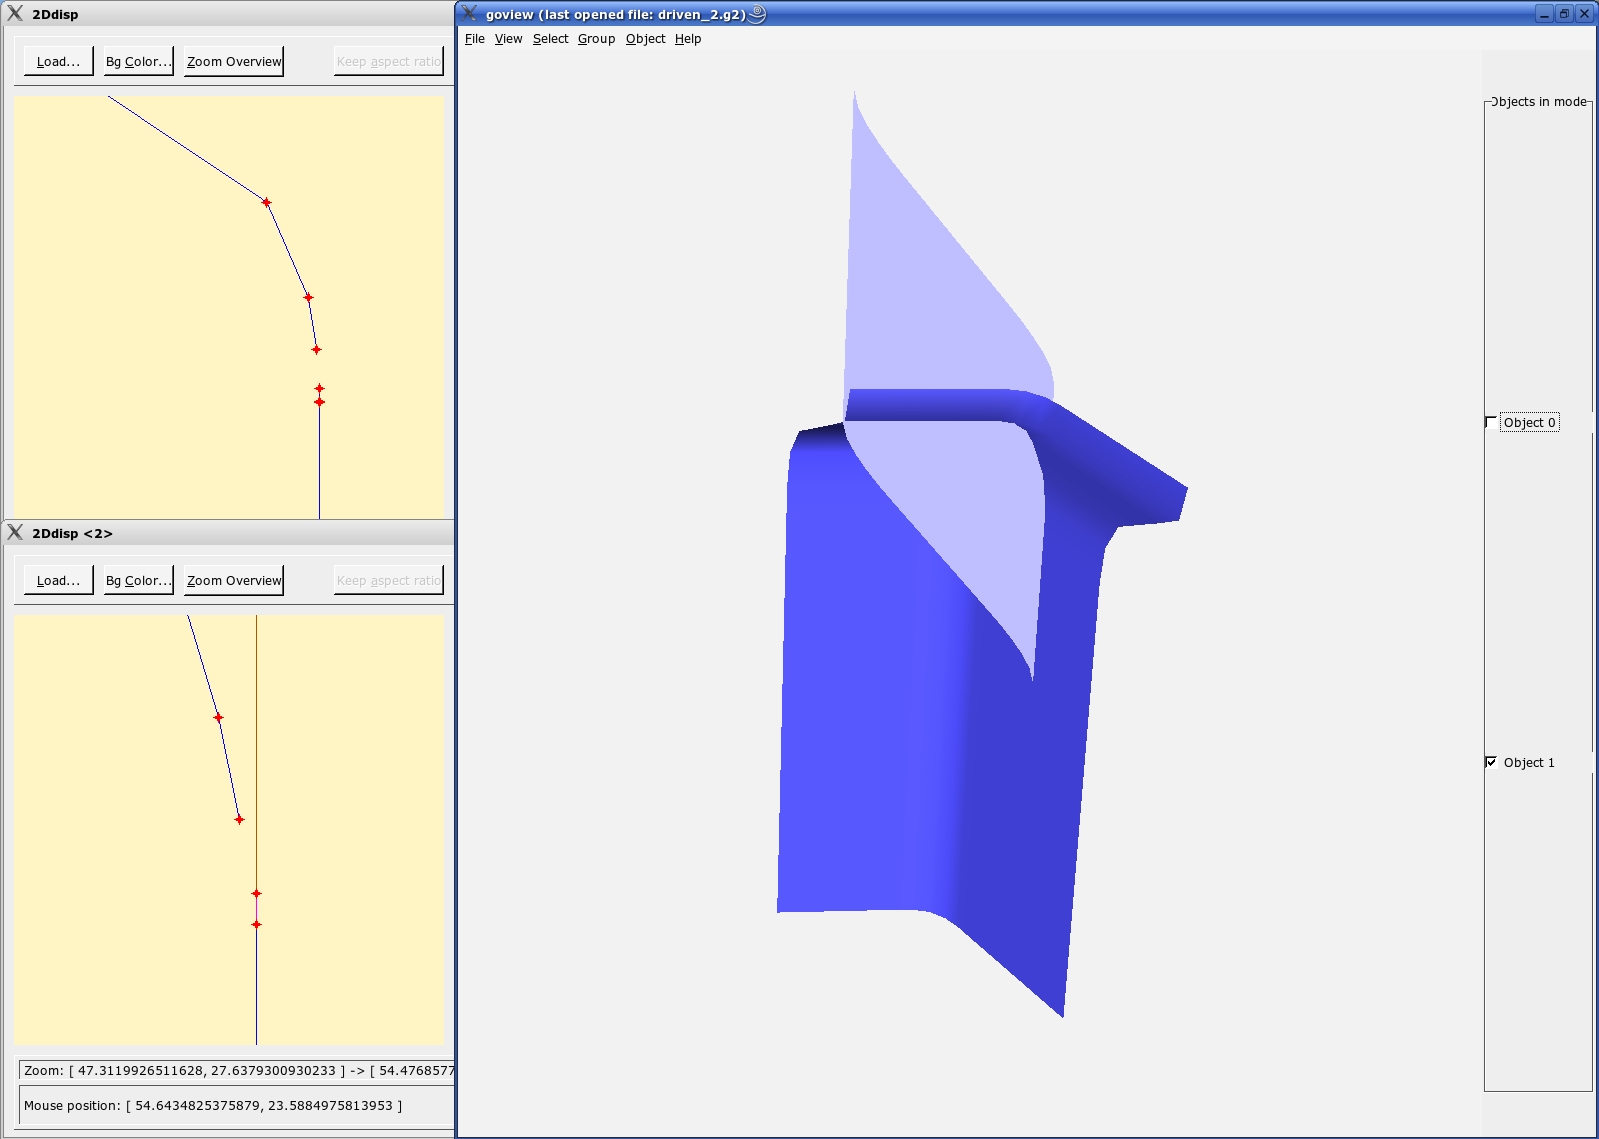 2Ddisp
Load... Bg Color... Zoom Overview Keep aspect ratio
2Ddisp <2>
Load... Bg Color... Zoom Overview Keep aspect ratio
Zoom: [ 47.3119926511628, 27.6379300930233 ] -> [ 54.4768577
Mouse position: [ 54.6434825375879, 23.5884975813953 ]
goview (last opened file: driven_2.g2)
File View Select Group Object Help
Objects in mode
Object 0
Object 1